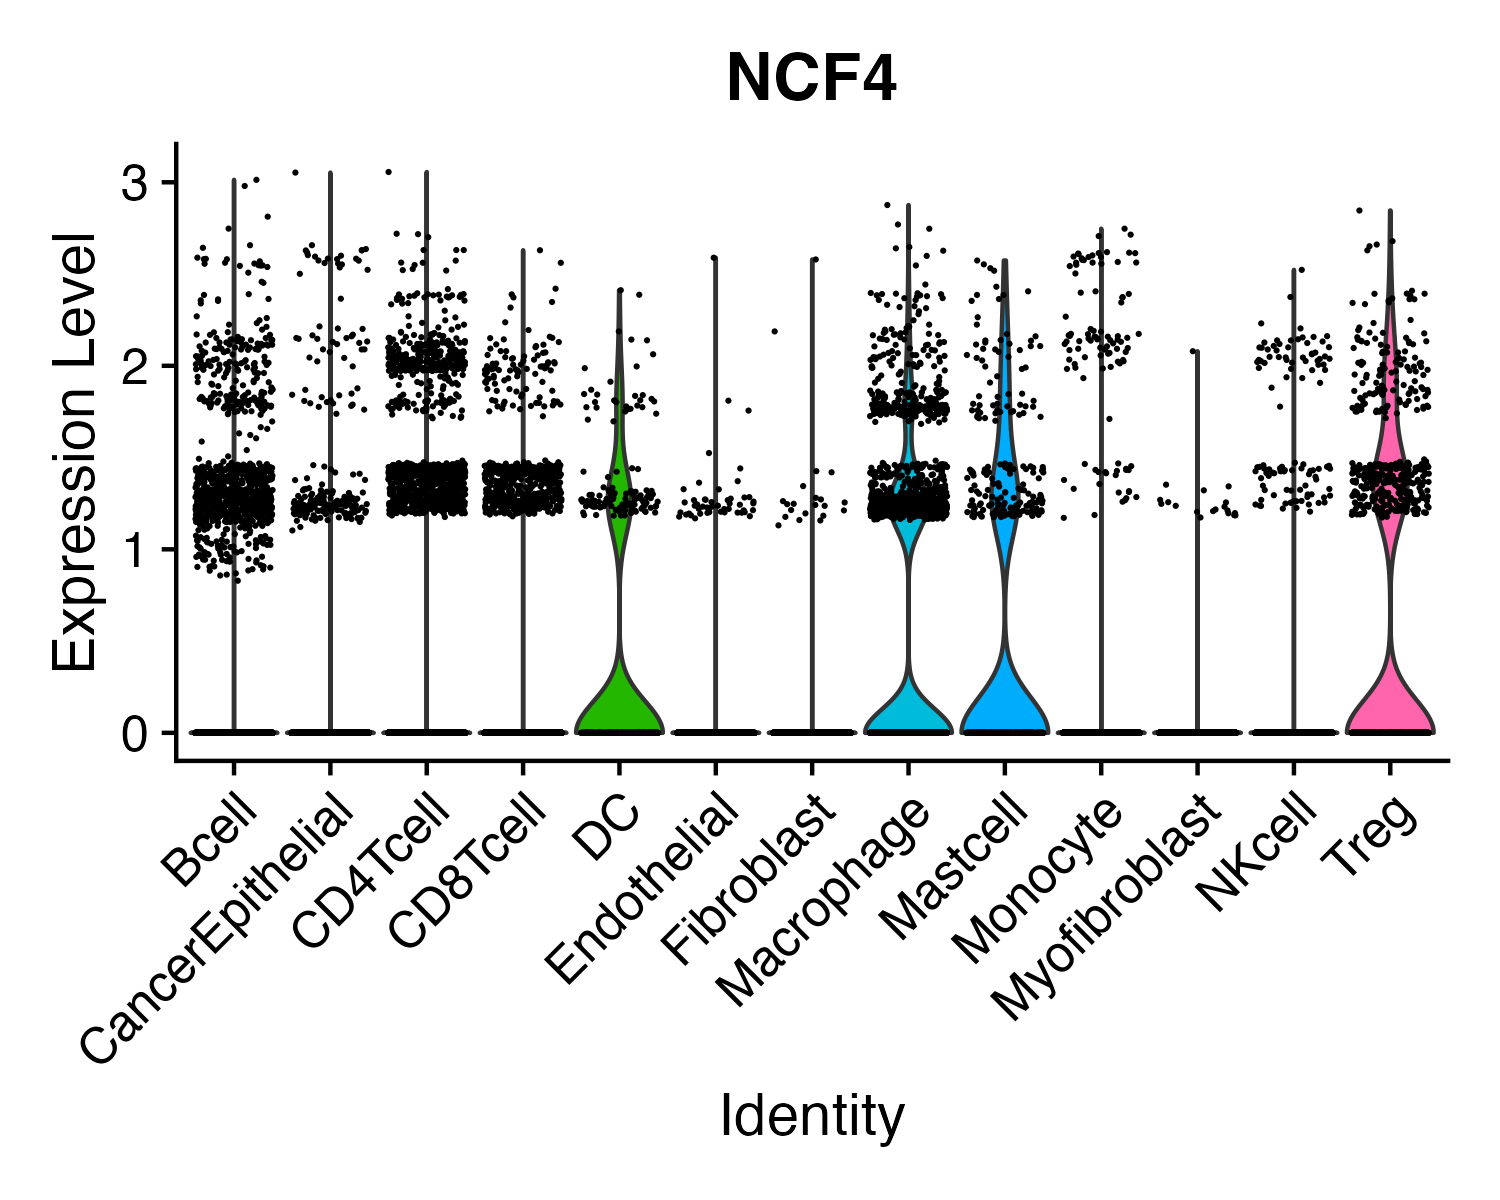 NCF4
Expression Level
3
2
1
0
Bcell
CancerEpithelial
CD4Tcell
CD8Tcell
DC
Endothelial
Fibroblast
Macrophage
Mastcell
Monocyte
Myofibroblast
NKcell
Treg
Identity